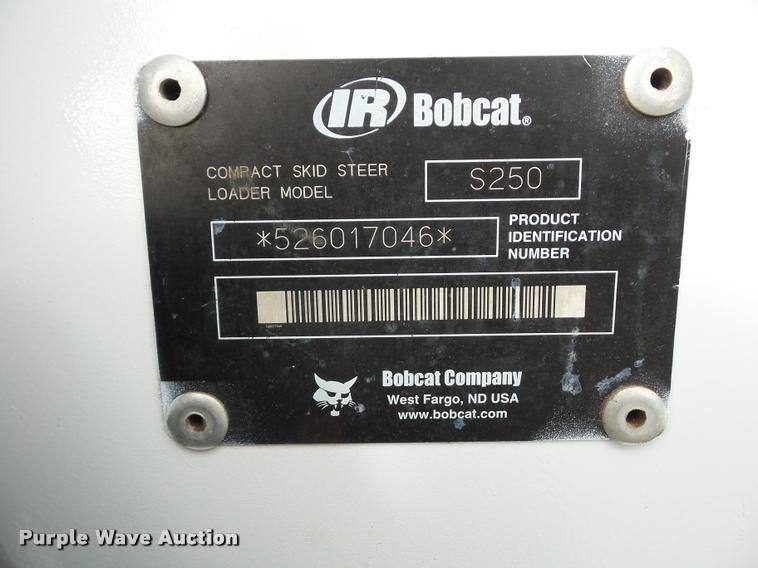 IR Bobcat®
COMPACT SKID STEER
LOADER MODEL
S250
*526017046*
PRODUCT
IDENTIFICATION
NUMBER
Bobcat Company
West Fargo, ND USA
www.bobcat.com
Purple Wave Auction